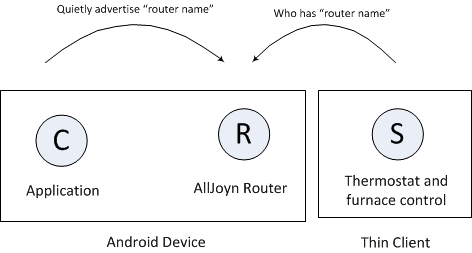 Quietly advertise “router name”
Who has “router name”
C
Application
R
AllJoyn Router
S
Thermostat and
furnace control
Android Device
Thin Client